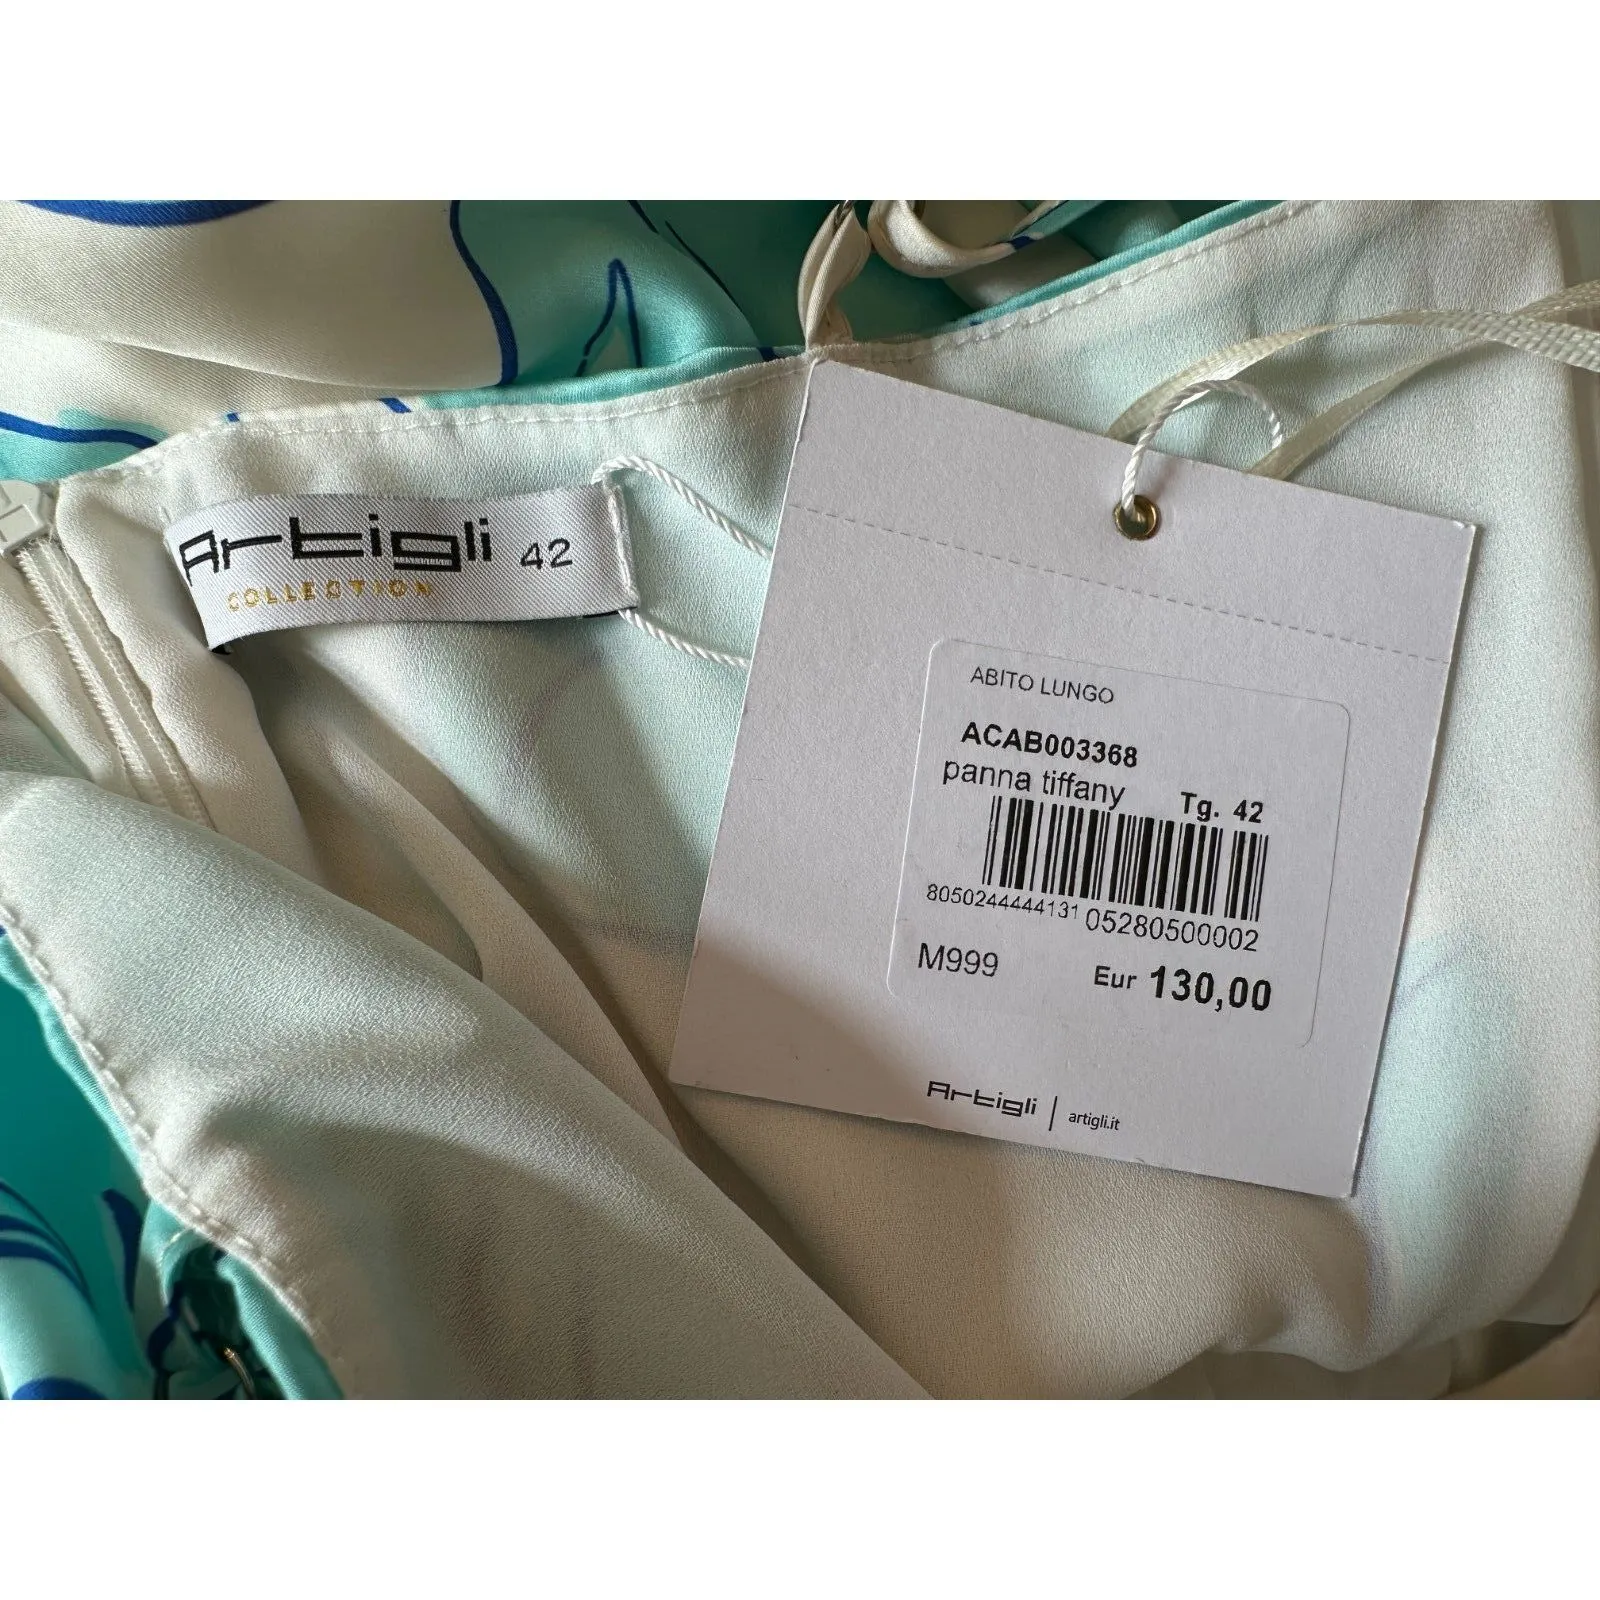 Artigli 42
COLLECTION
ABITO LUNGO
ACAB003368
panna tiffany Tg. 42
8050244444131 05280500002
M999 Eur 130,00
Artigli | artigli.it